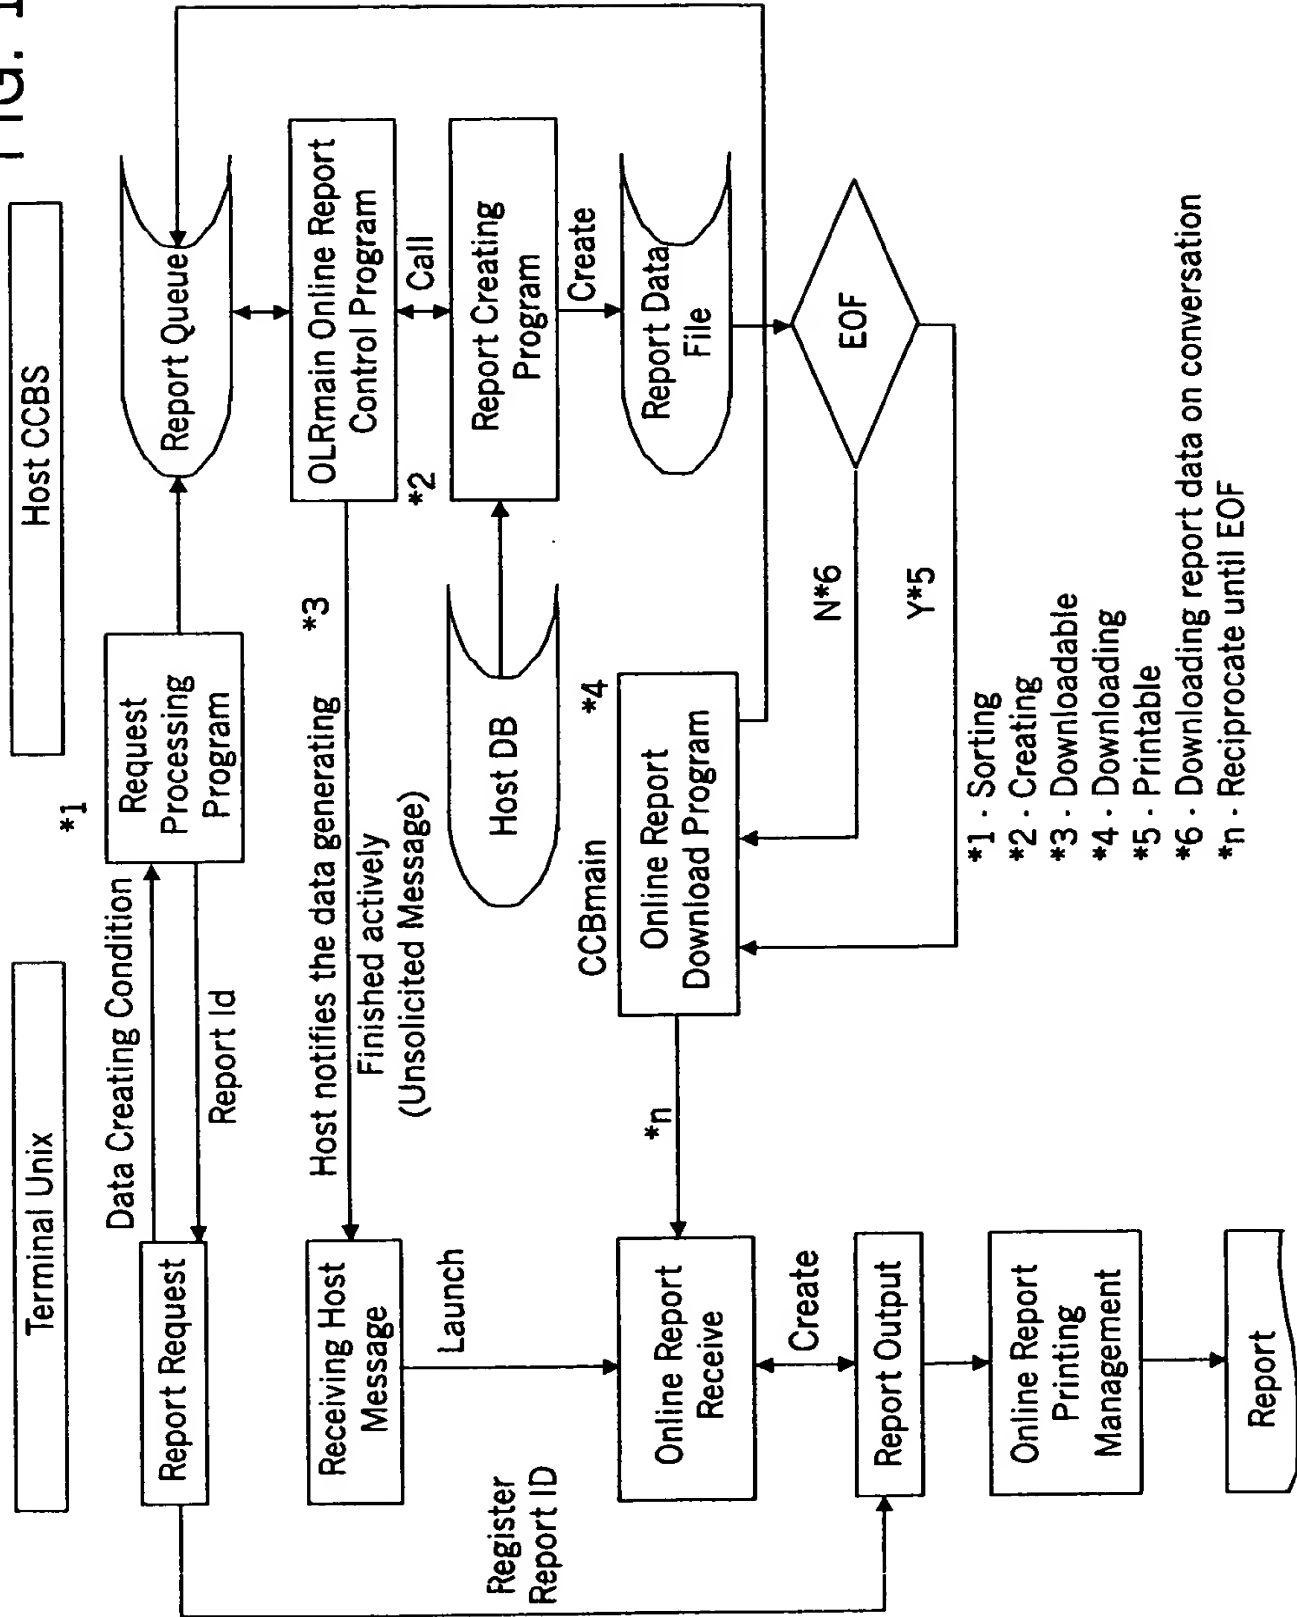 FIG. 1
Terminal Unix
Host CCBS
*1
Report Request
Data Creating Condition
Report Id
Request
Processing
Program
Report Queue
Receiving Host
Message
Host notifies the data generating
Finished actively
(Unsolicited Message)
*3
OLRmain Online Report
Control Program
*2
Call
Launch
Host DB
Report Creating
Program
Create
Register
Report ID
Online Report
Receive
*n
CCBmain
*4
Online Report
Download Program
Report Data
File
Create
N*6
EOF
Y*5
Report Output
Online Report
Printing
Management
Report
*1 - Sorting
*2 - Creating
*3 - Downloadable
*4 - Downloading
*5 - Printable
*6 - Downloading report data on conversation
*n - Reciprocate until EOF